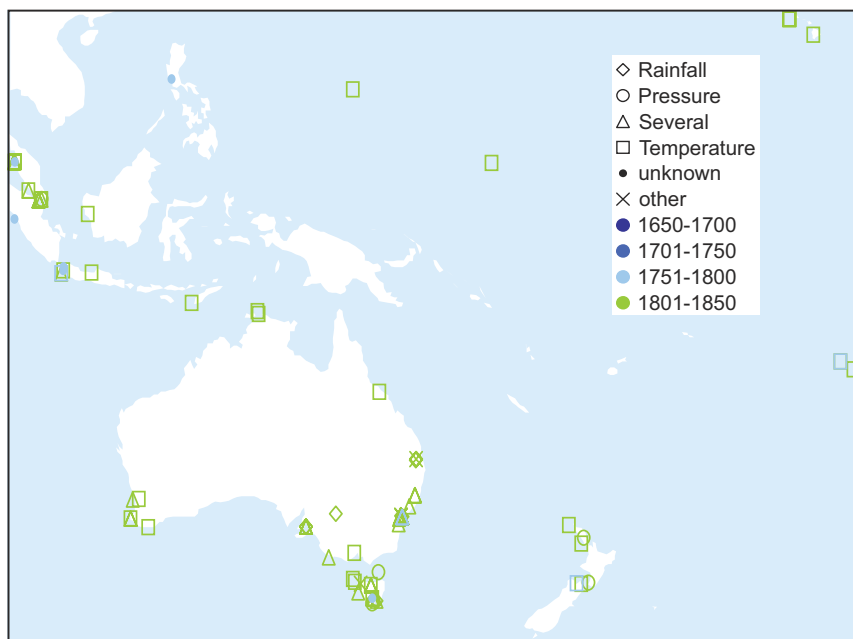 Rainfall
Pressure
Several
Temperature
unknown
other
1650-1700
1701-1750
1751-1800
1801-1850